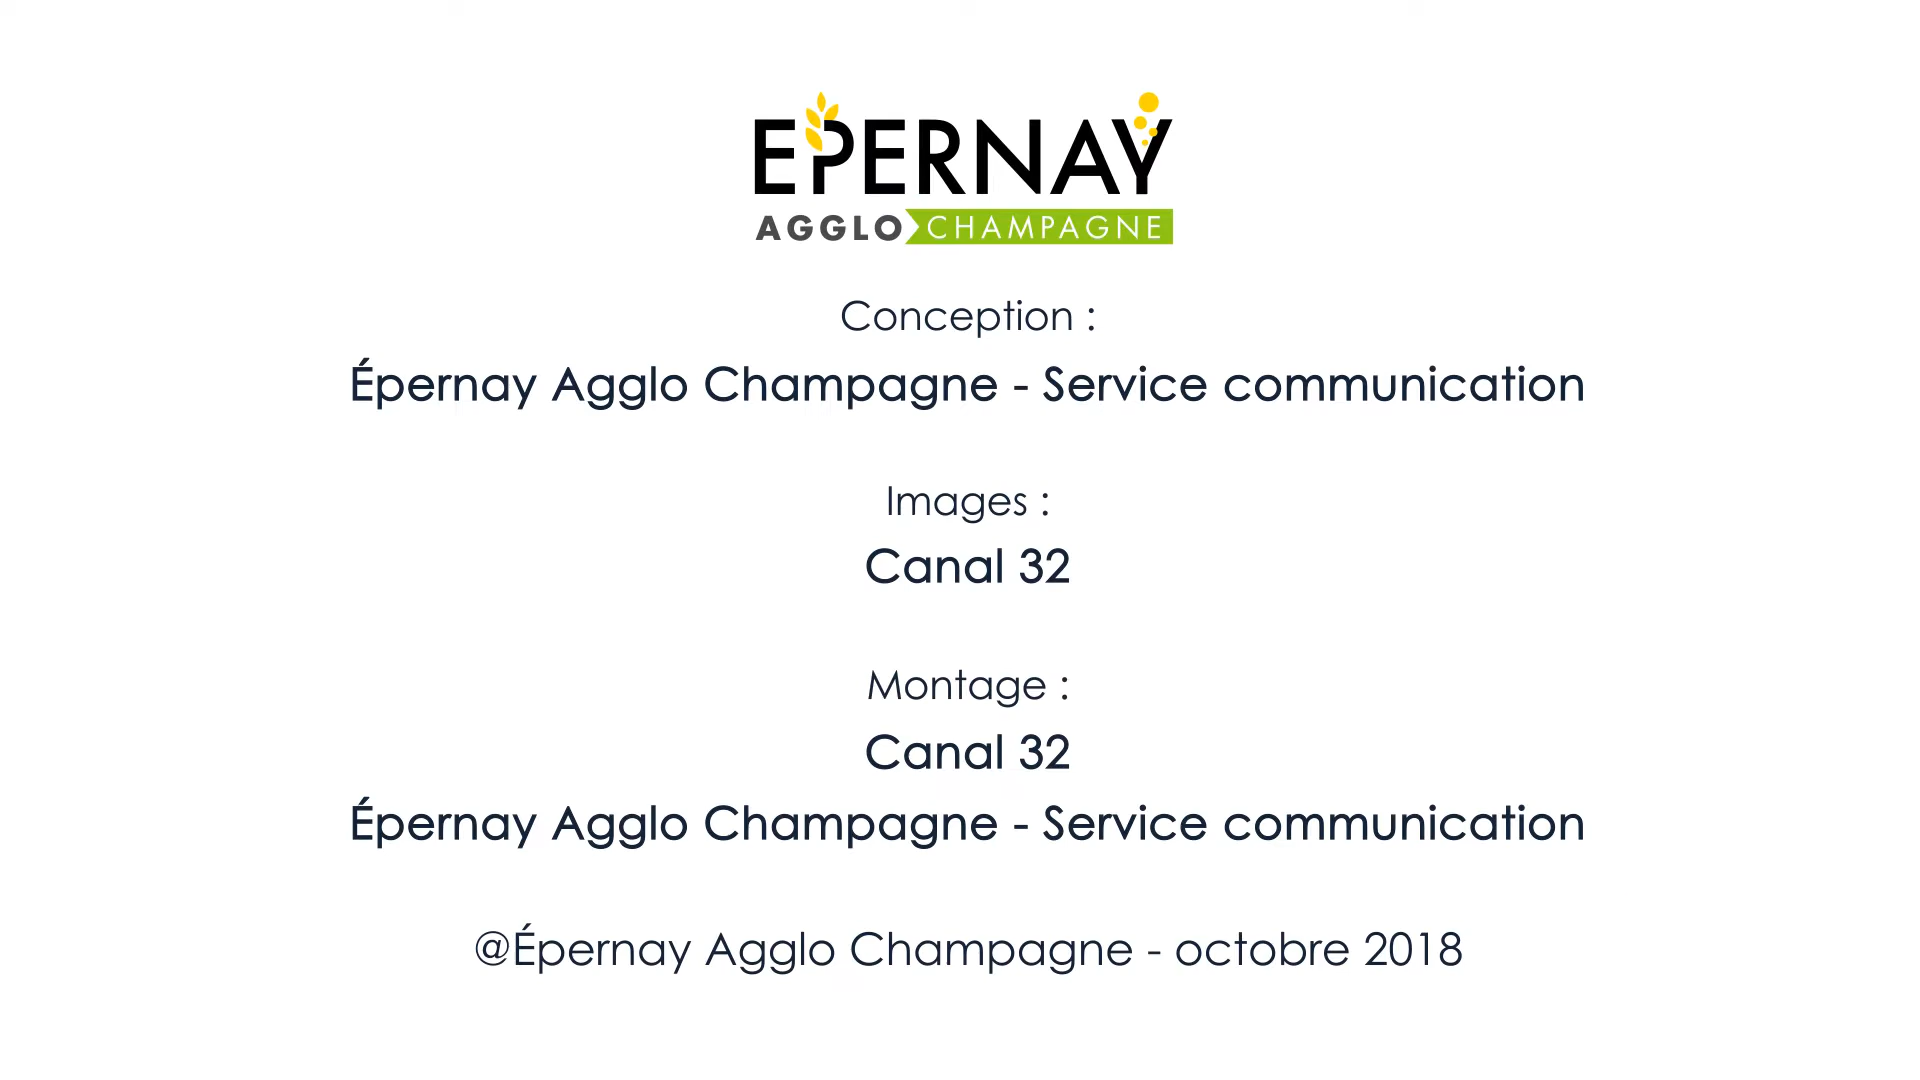 EPERNAY
AGGLO CHAMPAGNE
Conception :
Épernay Agglo Champagne - Service communication
Images :
Canal 32
Montage :
Canal 32
Épernay Agglo Champagne - Service communication
@Épernay Agglo Champagne - octobre 2018